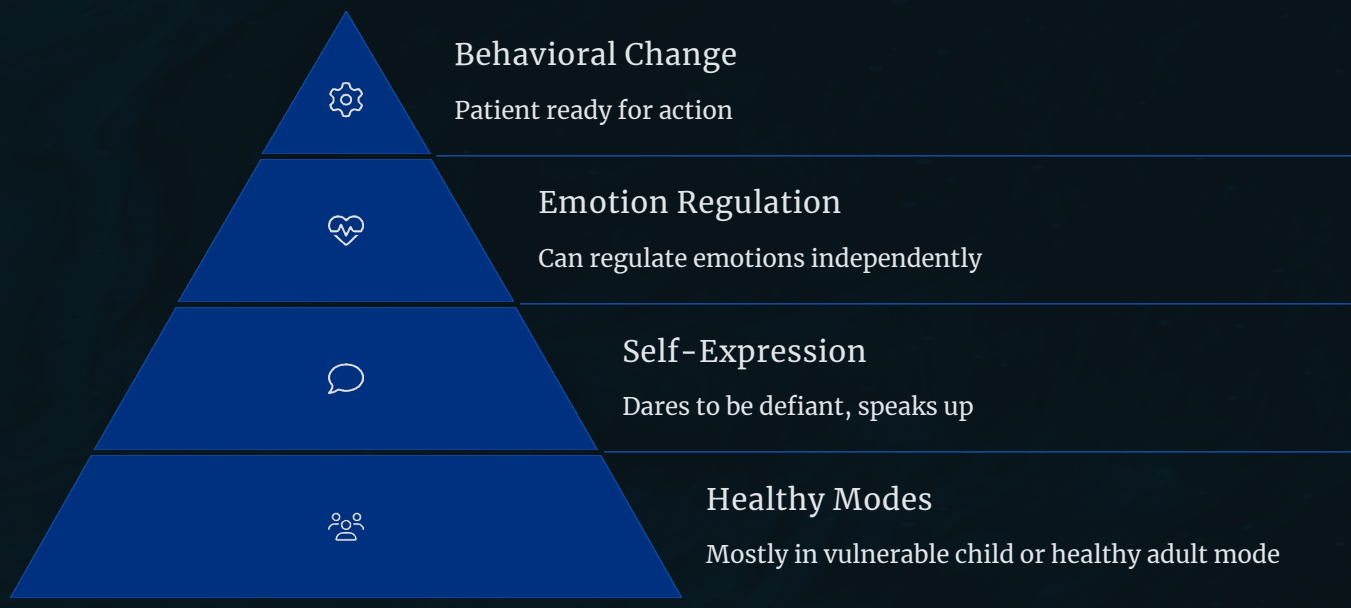 Behavioral Change
Patient ready for action
Emotion Regulation
Can regulate emotions independently
Self-Expression
Dares to be defiant, speaks up
Healthy Modes
Mostly in vulnerable child or healthy adult mode